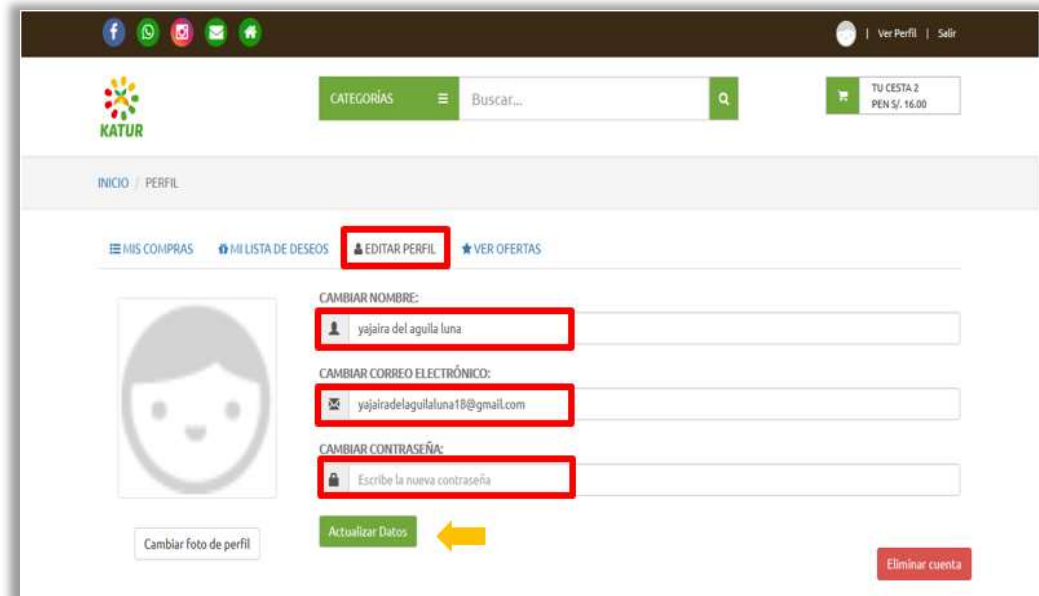 | Ver Perfil | Salir
KATUR
CATEGORÍAS
Buscar...
TU CESTA 2
PEN S/. 16.00
INICIO / PERFIL
MIS COMPRAS MI LISTA DE DESEOS EDITAR PERFIL VER OFERTAS
CAMBIAR NOMBRE:
yajaira del aguila luna
CAMBIAR CORREO ELECTRÓNICO:
yajairadelaguilaluna18@gmail.com
CAMBIAR CONTRASEÑA:
Escribe la nueva contraseña
Actualizar Datos
Cambiar foto de perfil
Eliminar cuenta